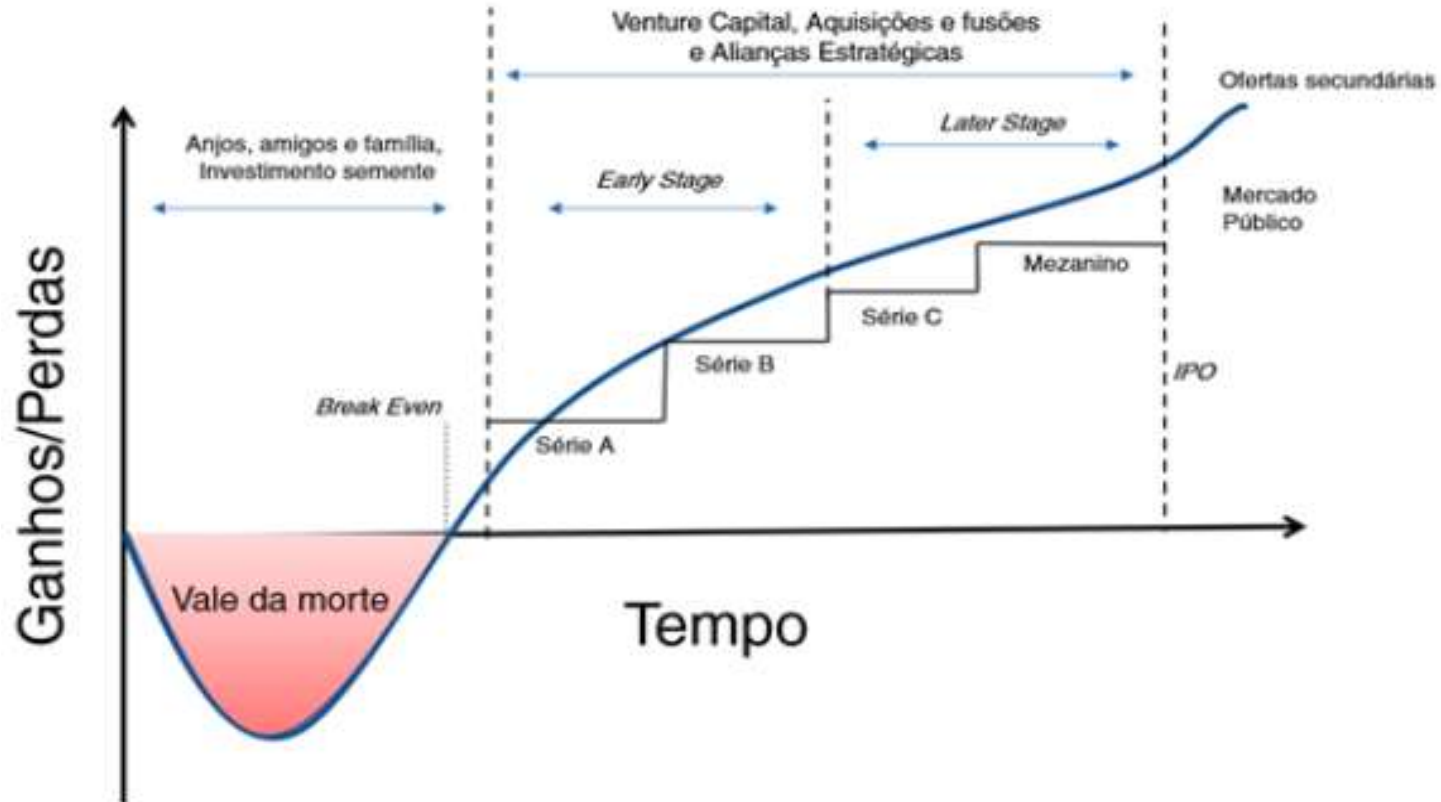 Venture Capital, Aquisições e fusões
e Alianças Estratégicas
Ofertas secundárias
Anjos, amigos e família,
Investimento semente
Early Stage
Later Stage
Mercado
Público
Mezanino
Série C
Série B
IPO
Break Even
Série A
Ganhos/Perdas
Vale da morte
Tempo